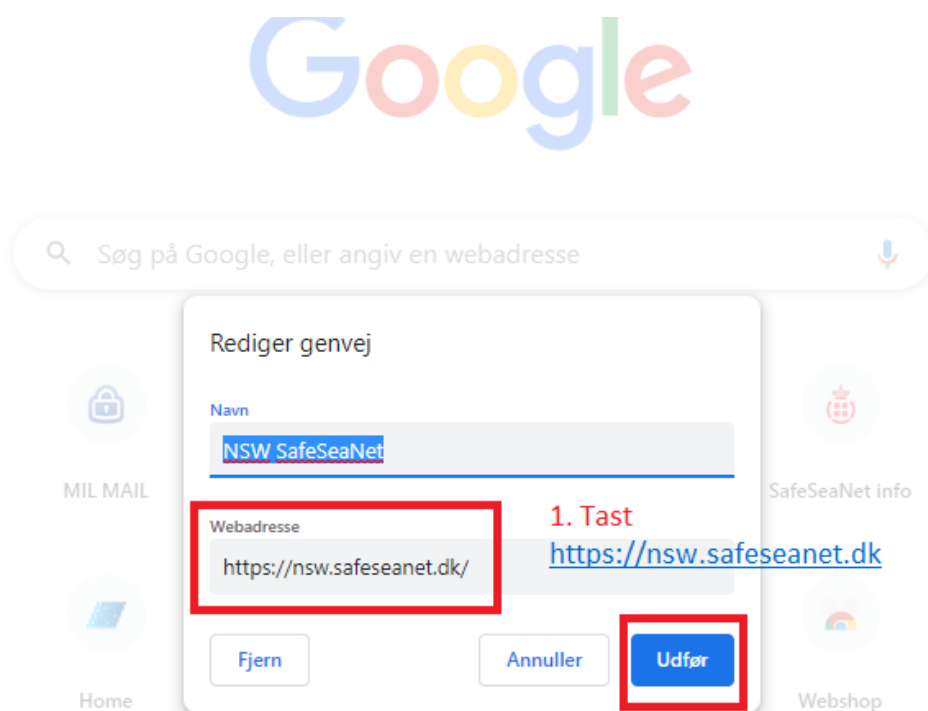 Google
Søg på Google, eller angiv en webadresse
Rediger genvej
Navn
NSW SafeSeaNet
MIL MAIL
SafeSeaNet info
1. Tast
https://nsw.safeseanet.dk
Webadresse
https://nsw.safeseanet.dk/
Fjern
Annuller
Udfør
Home
Webshop